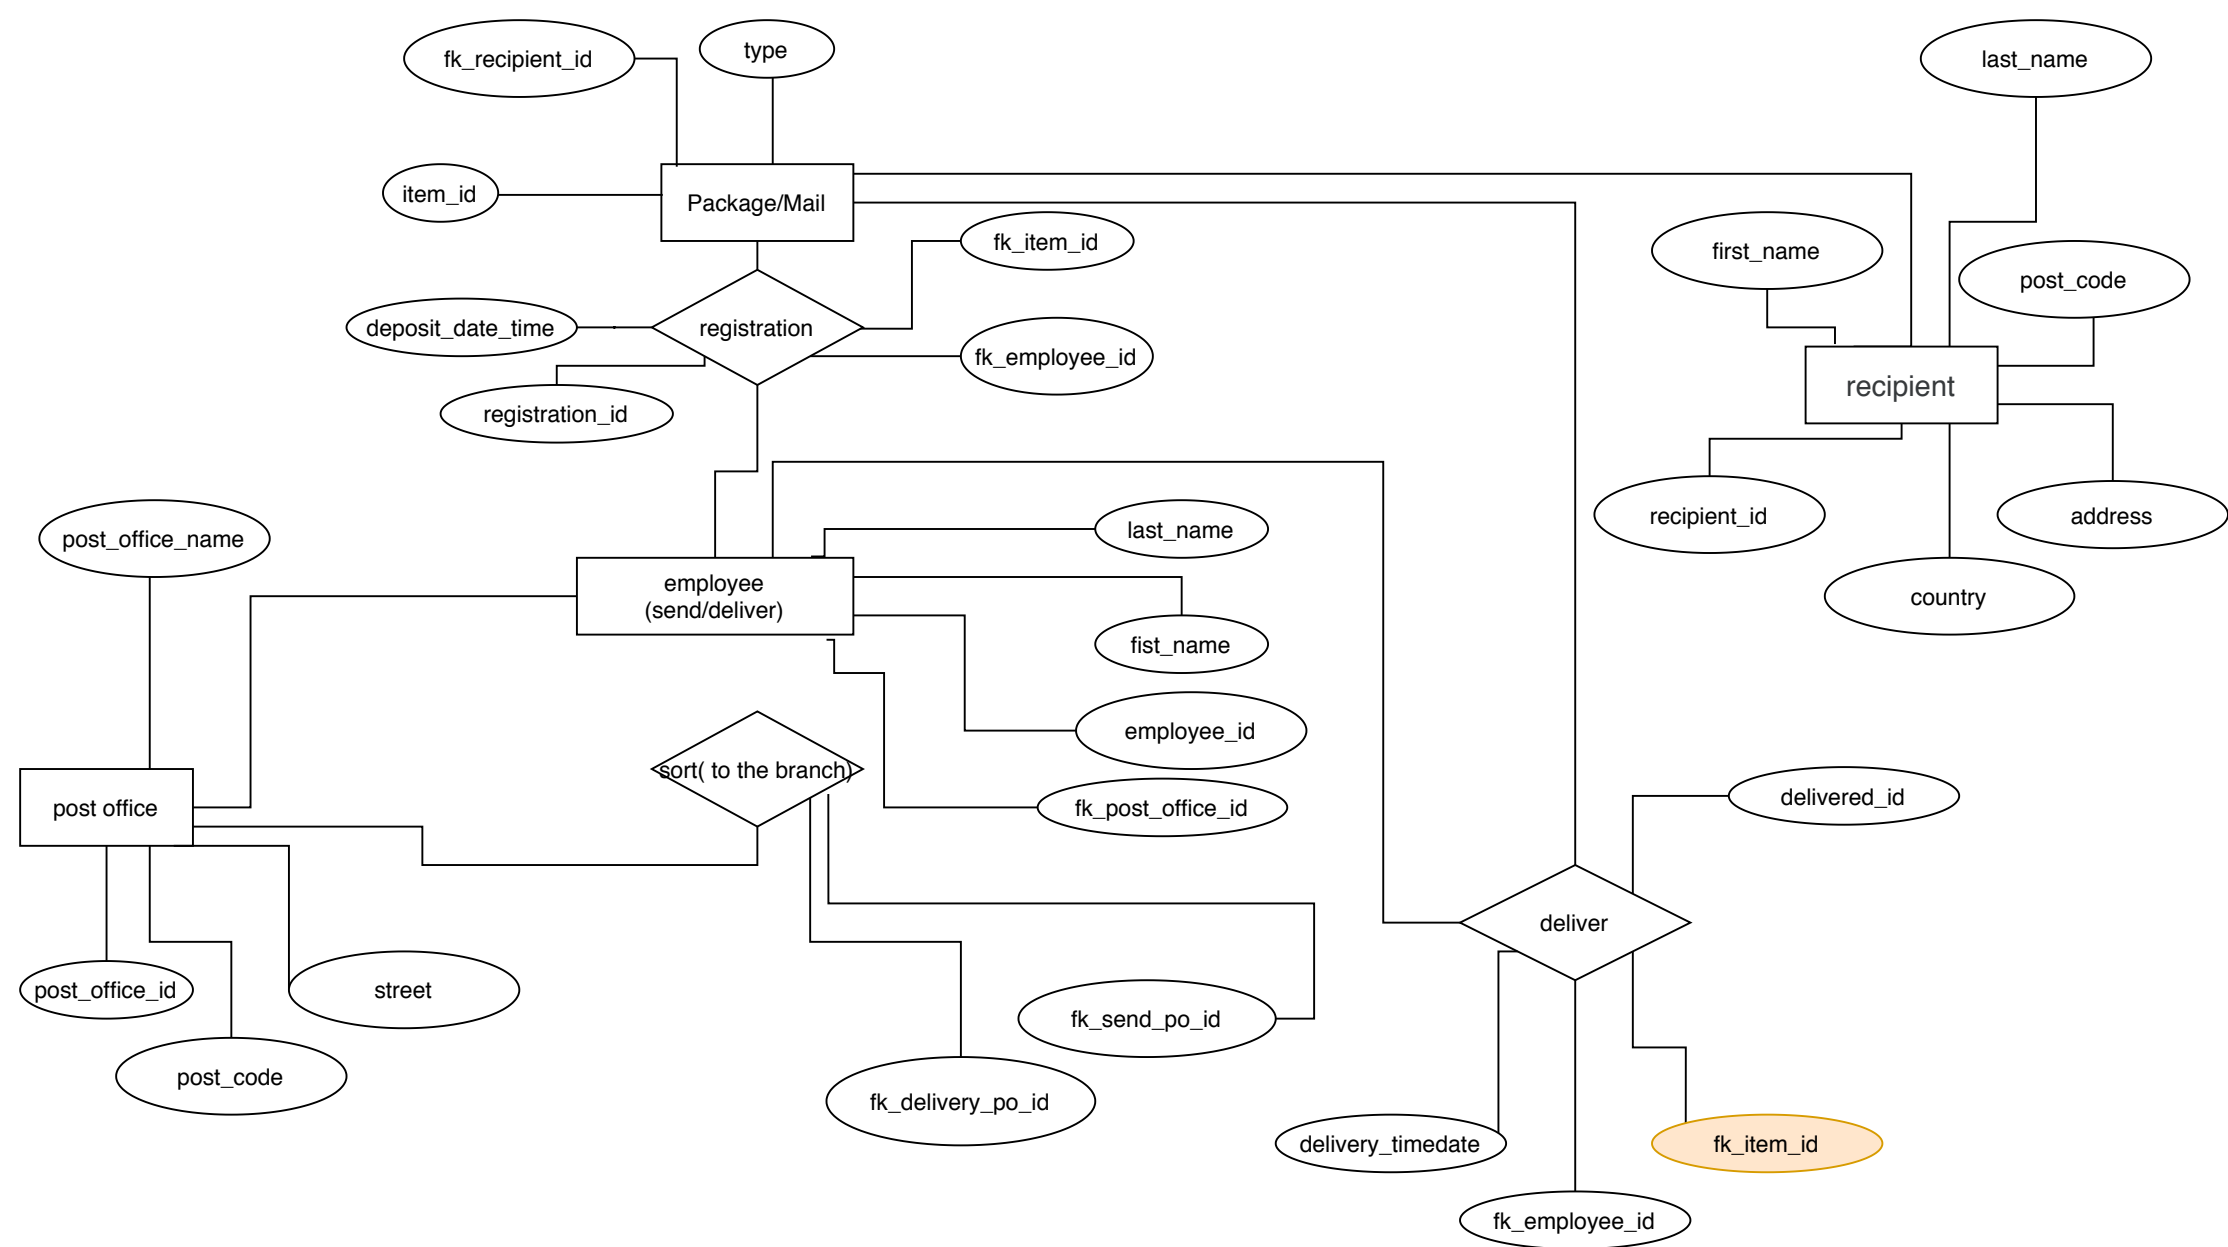 fk_recipient_id
type
last_name
item_id
Package/Mail
fk_item_id
first_name
post_code
deposit_date_time
registration
fk_employee_id
recipient
registration_id
recipient_id
address
post_office_name
last_name
employee
(send/deliver)
country
fist_name
employee_id
sort( to the branch)
post office
fk_post_office_id
delivered_id
deliver
post_office_id
street
fk_send_po_id
post_code
fk_delivery_po_id
delivery_timedate
fk_item_id
fk_employee_id